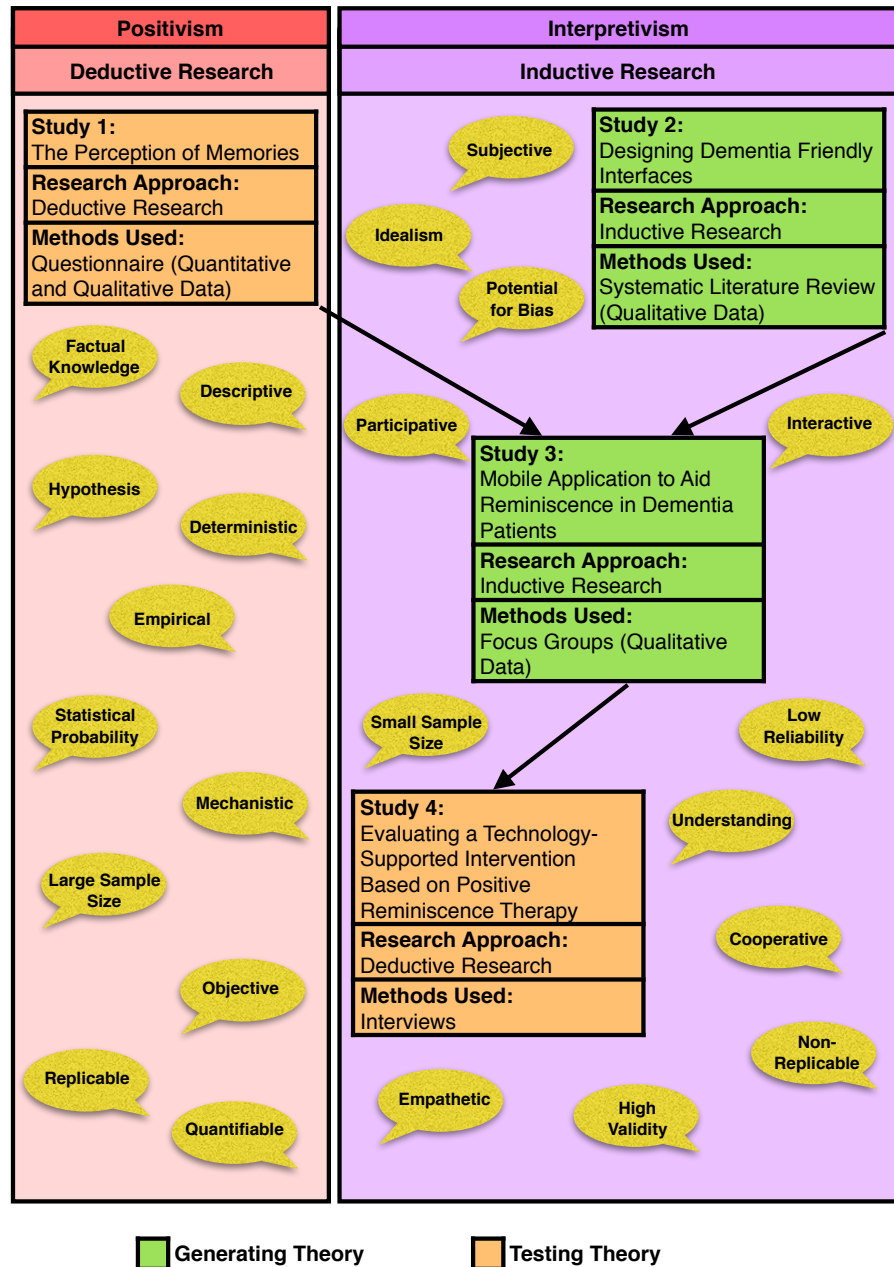 Positivism
Deductive Research
Study 1:
The Perception of Memories
Research Approach:
Deductive Research
Methods Used:
Questionnaire (Quantitative
and Qualitative Data)
Factual
Knowledge
Descriptive
Hypothesis
Deterministic
Empirical
Statistical
Probability
Mechanistic
Large Sample
Size
Objective
Replicable
Quantifiable
Interpretivism
Inductive Research
Subjective
Idealism
Potential
for Bias
Study 2:
Designing Dementia Friendly
Interfaces
Research Approach:
Inductive Research
Methods Used:
Systematic Literature Review
(Qualitative Data)
Participative
Interactive
Study 3:
Mobile Application to Aid
Reminiscence in Dementia
Patients
Research Approach:
Inductive Research
Methods Used:
Focus Groups (Qualitative
Data)
Small Sample
Size
Low
Reliability
Study 4:
Evaluating a Technology-
Supported Intervention
Based on Positive
Reminiscence Therapy
Research Approach:
Deductive Research
Methods Used:
Interviews
Understanding
Cooperative
Non-
Replicable
Empathetic
High
Validity
Generating Theory
Testing Theory